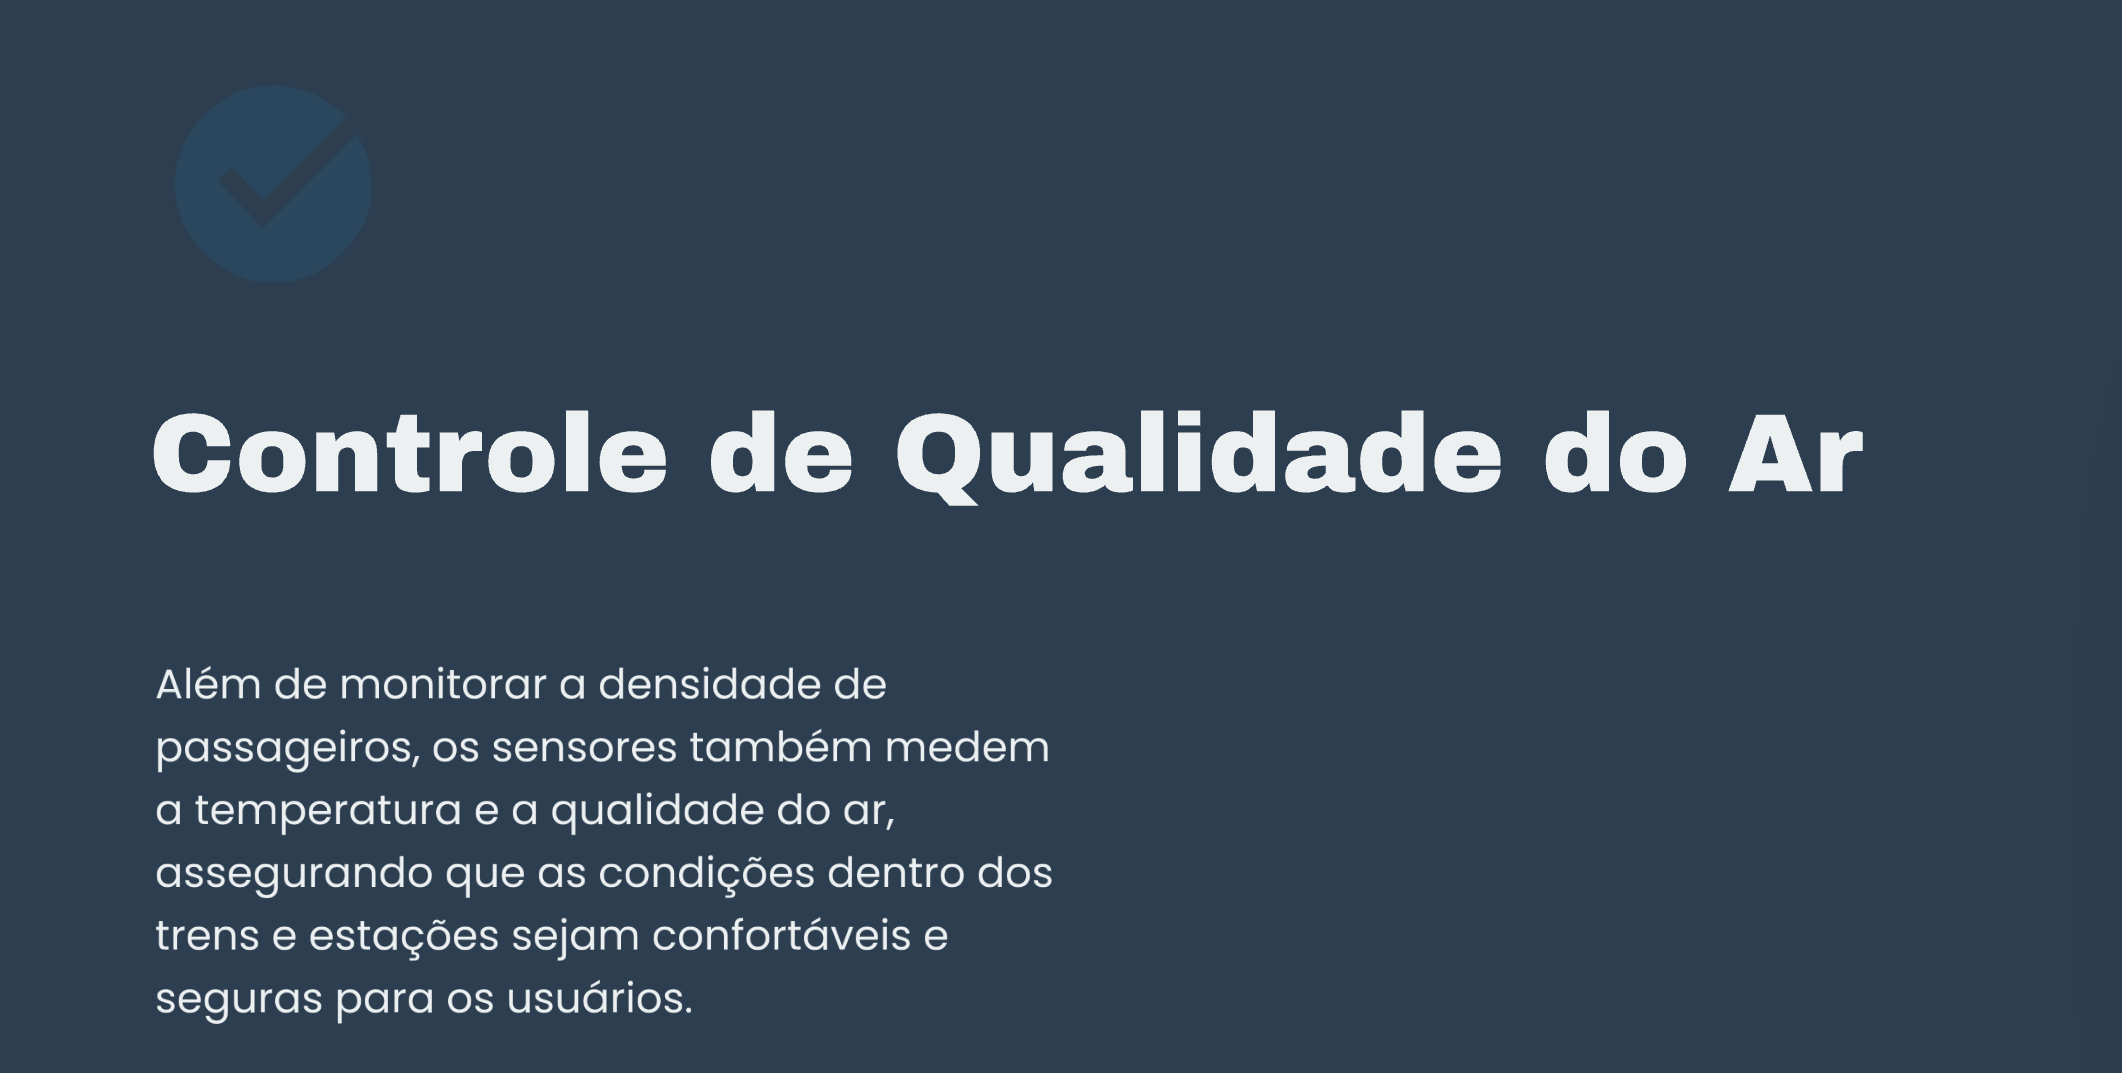 Controle de Qualidade do Ar
Além de monitorar a densidade de
passageiros, os sensores também medem
a temperatura e a qualidade do ar,
assegurando que as condições dentro dos
trens e estações sejam confortáveis e
seguras para os usuários.